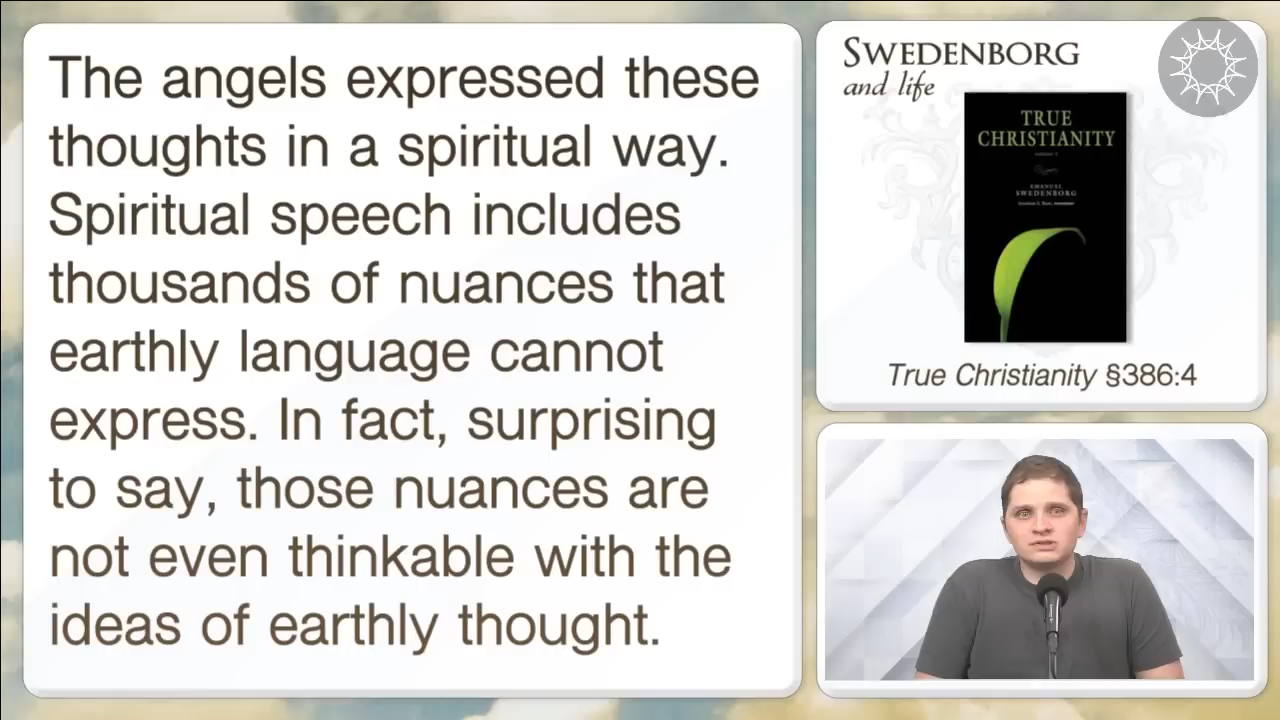 The angels expressed these
thoughts in a spiritual way.
Spiritual speech includes
thousands of nuances that
earthly language cannot
express. In fact, surprising
to say, those nuances are
not even thinkable with the
ideas of earthly thought.
SWEDENBORG
and life
TRUE
CHRISTIANITY
EMANUEL
SWEDENBORG
True Christianity §386:4